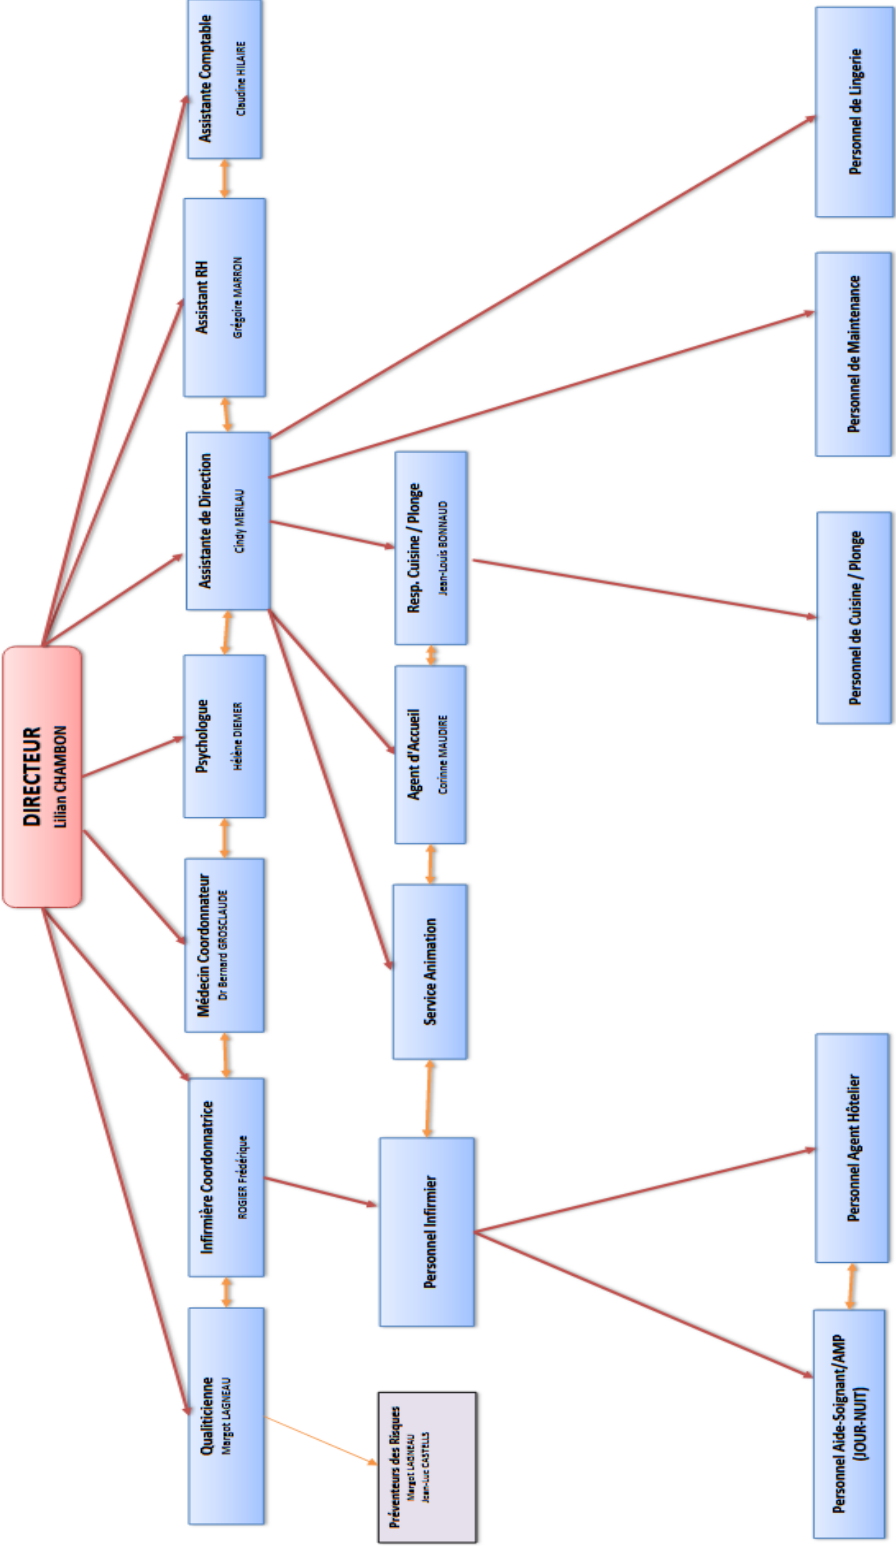 DIRECTEUR
Lilian CHAMBON
Qualiticienne
Margot LAGNEAU
Infirmière Coordonnatrice
ROGIER Frédérique
Médecin Coordonnateur
Dr Bernard GROSCLAUDE
Psychologue
Hélène DIEMER
Assistante de Direction
Cindy MERLAU
Assistant RH
Grégoire MARRON
Assistante Comptable
Claudine HILAIRE
Préventeurs des Risques
Margot LAGNEAU
Jean-Luc CASTELLS
Personnel Infirmier
Service Animation
Agent d'Accueil
Corinne MAUDIRE
Resp. Cuisine / Plonge
Jean-Louis BONNAUD
Personnel Aide-Soignant/AMP
(JOUR-NUIT)
Personnel Agent Hôtelier
Personnel de Cuisine / Plonge
Personnel de Maintenance
Personnel de Lingerie